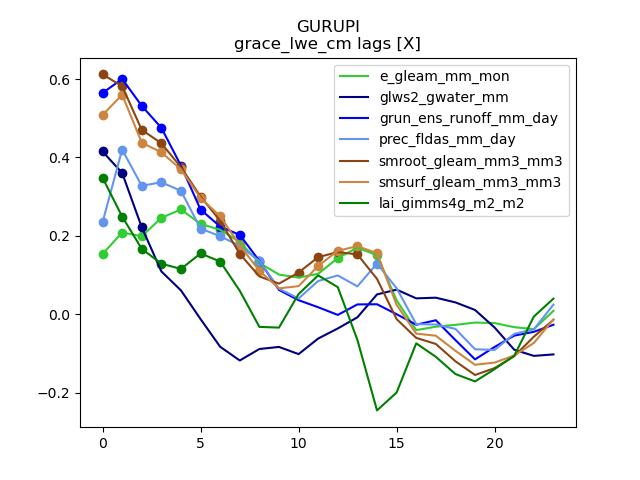 GURUPI
grace_lwe_cm lags [X]
e_gleam_mm_mon
glws2_gwater_mm
grun_ens_runoff_mm_day
prec_fldas_mm_day
smroot_gleam_mm3_mm3
smsurf_gleam_mm3_mm3
lai_gimms4g_m2_m2
0.6
0.4
0.2
0.0
−0.2
0 5 10 15 20